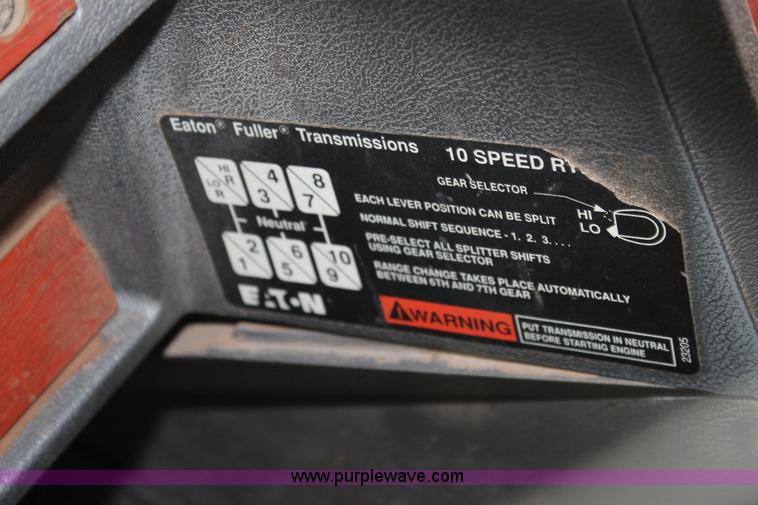 Eaton® Fuller® Transmissions 10 SPEED RT
HI R
LO R
4
3
8
7
Neutral
2
1
6
5
10
9
EATON
GEAR SELECTOR
EACH LEVER POSITION CAN BE SPLIT
NORMAL SHIFT SEQUENCE - 1. 2. 3. . . .
PRE-SELECT ALL SPLITTER SHIFTS
USING GEAR SELECTOR
RANGE CHANGE TAKES PLACE AUTOMATICALLY
BETWEEN 6TH AND 7TH GEAR
HI
LO
WARNING
PUT TRANSMISSION IN NEUTRAL
BEFORE STARTING ENGINE
23205
www.purplewave.com